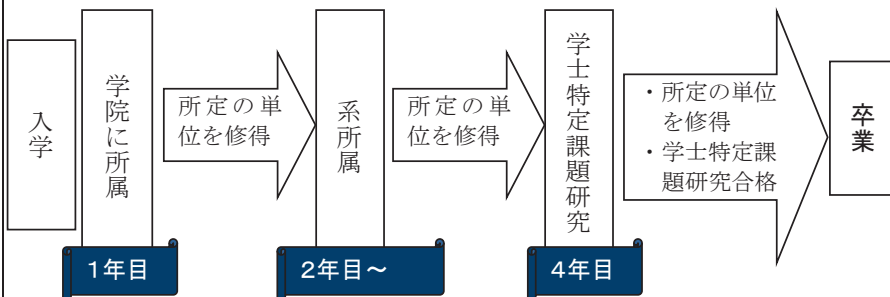 入学
学院に所属
所定の単
位を修得
系所属
所定の単
位を修得
学士特定課題研究
・所定の単位
を修得
・学士特定課
題研究合格
卒業
1年目
2年目～
4年目